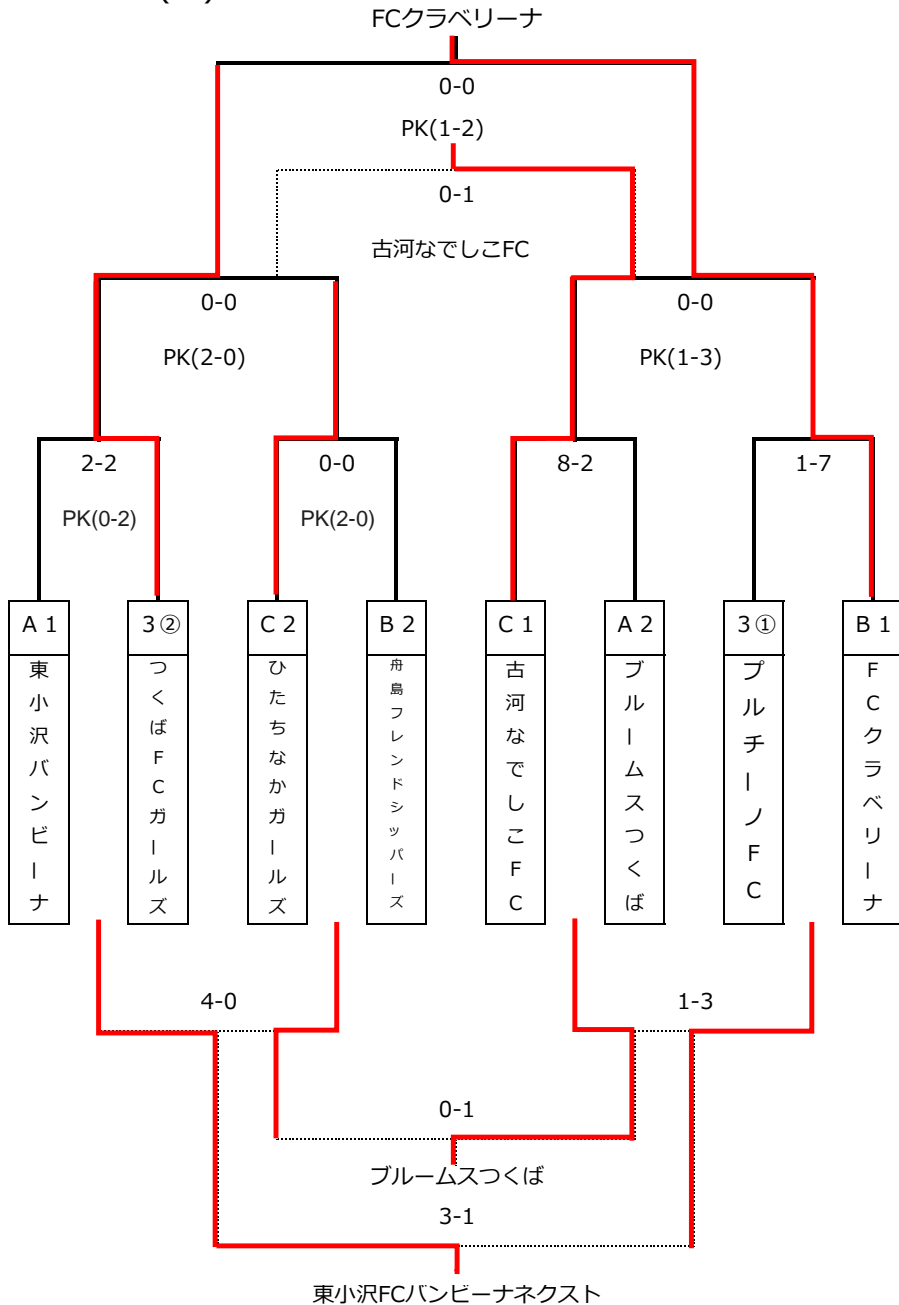 FCクラベリーナ
0-0
PK(1-2)
0-1
古河なでしこFC
0-0
0-0
PK(2-0)
PK(1-3)
2-2
0-0
8-2
1-7
PK(0-2)
PK(2-0)
A 1
3②
C 2
B 2
C 1
A 2
3①
B 1
東小沢バンビーナ
つくばFCガールズ
ひたちなかガールズ
舟島フレンドシッパーズ
古河なでしこFC
ブルームスつくば
プルチーノFC
FCクラベリーナ
4-0
1-3
0-1
ブルームスつくば
3-1
東小沢FCバンビーナネクスト